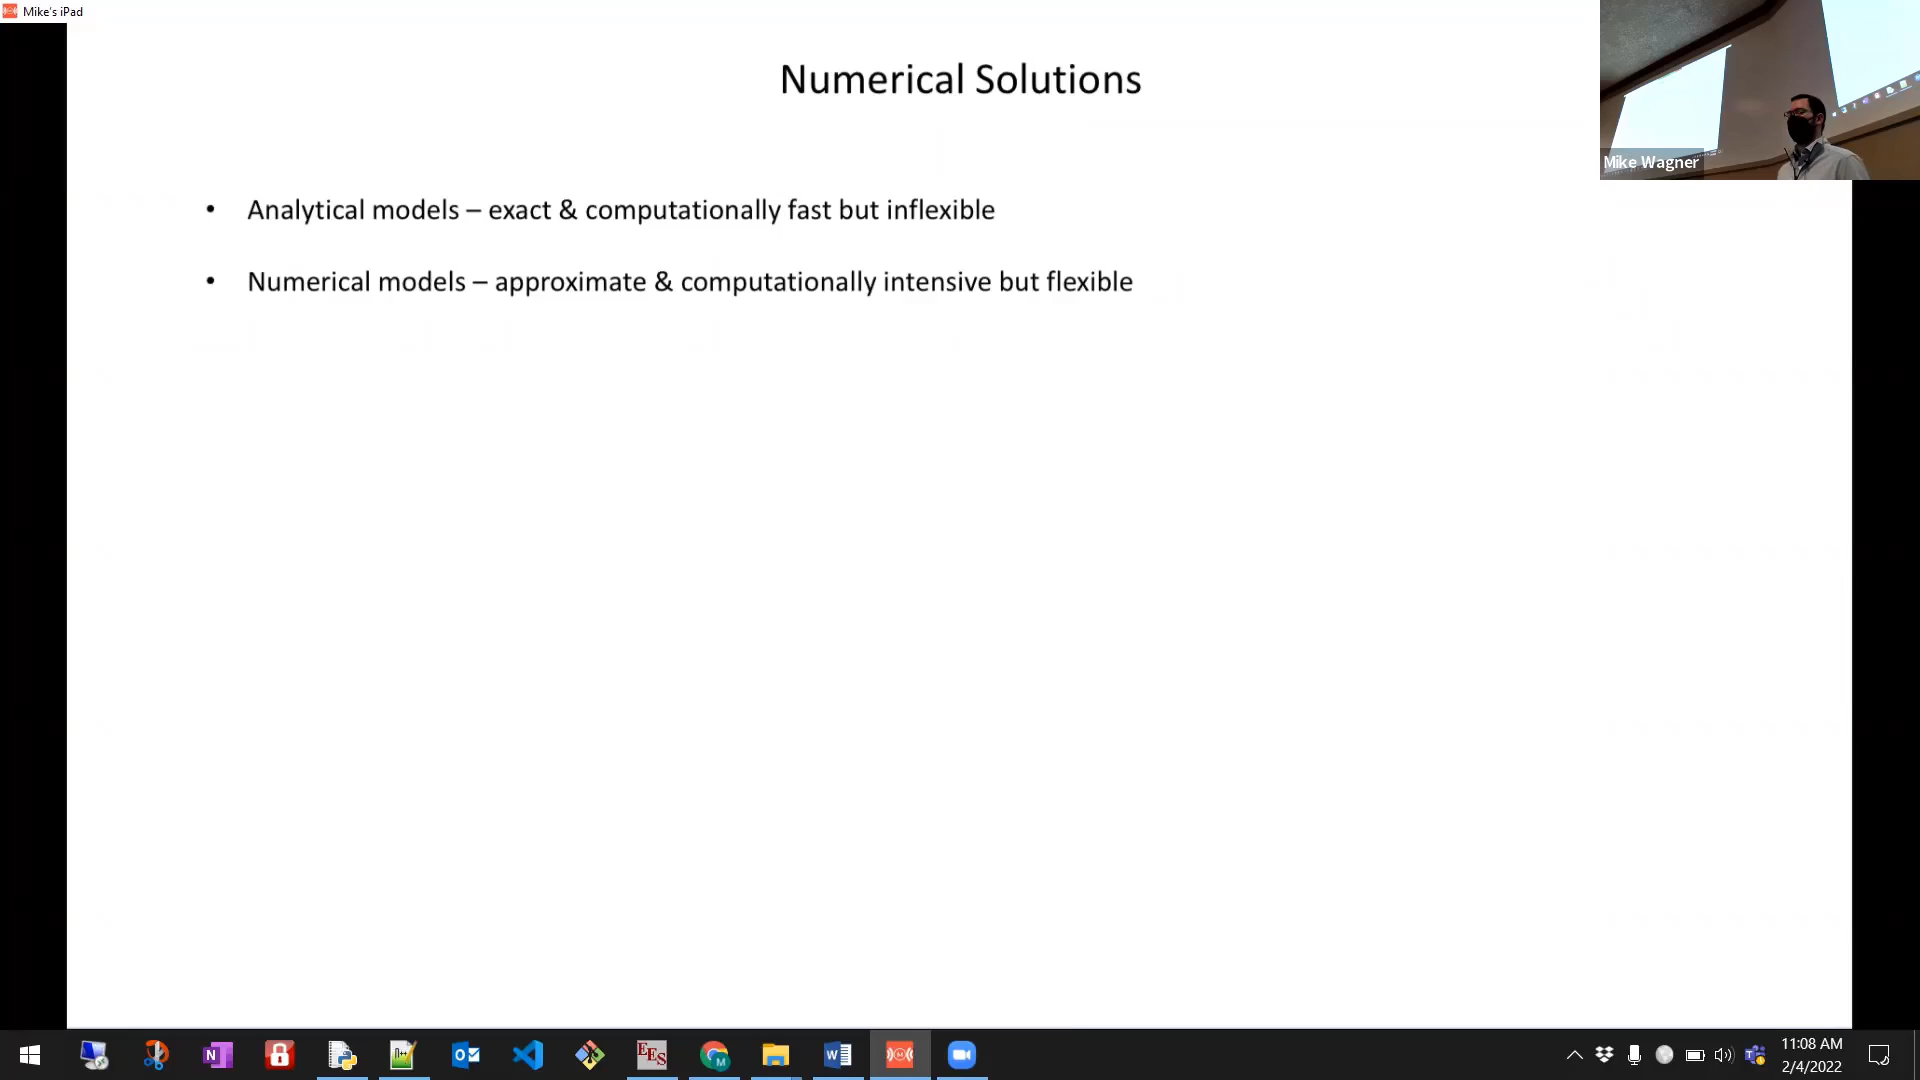 Mike's iPad
Numerical Solutions
Mike Wagner
• Analytical models – exact & computationally fast but inflexible
• Numerical models – approximate & computationally intensive but flexible
N
EES
M
W
11:08 AM
2/4/2022